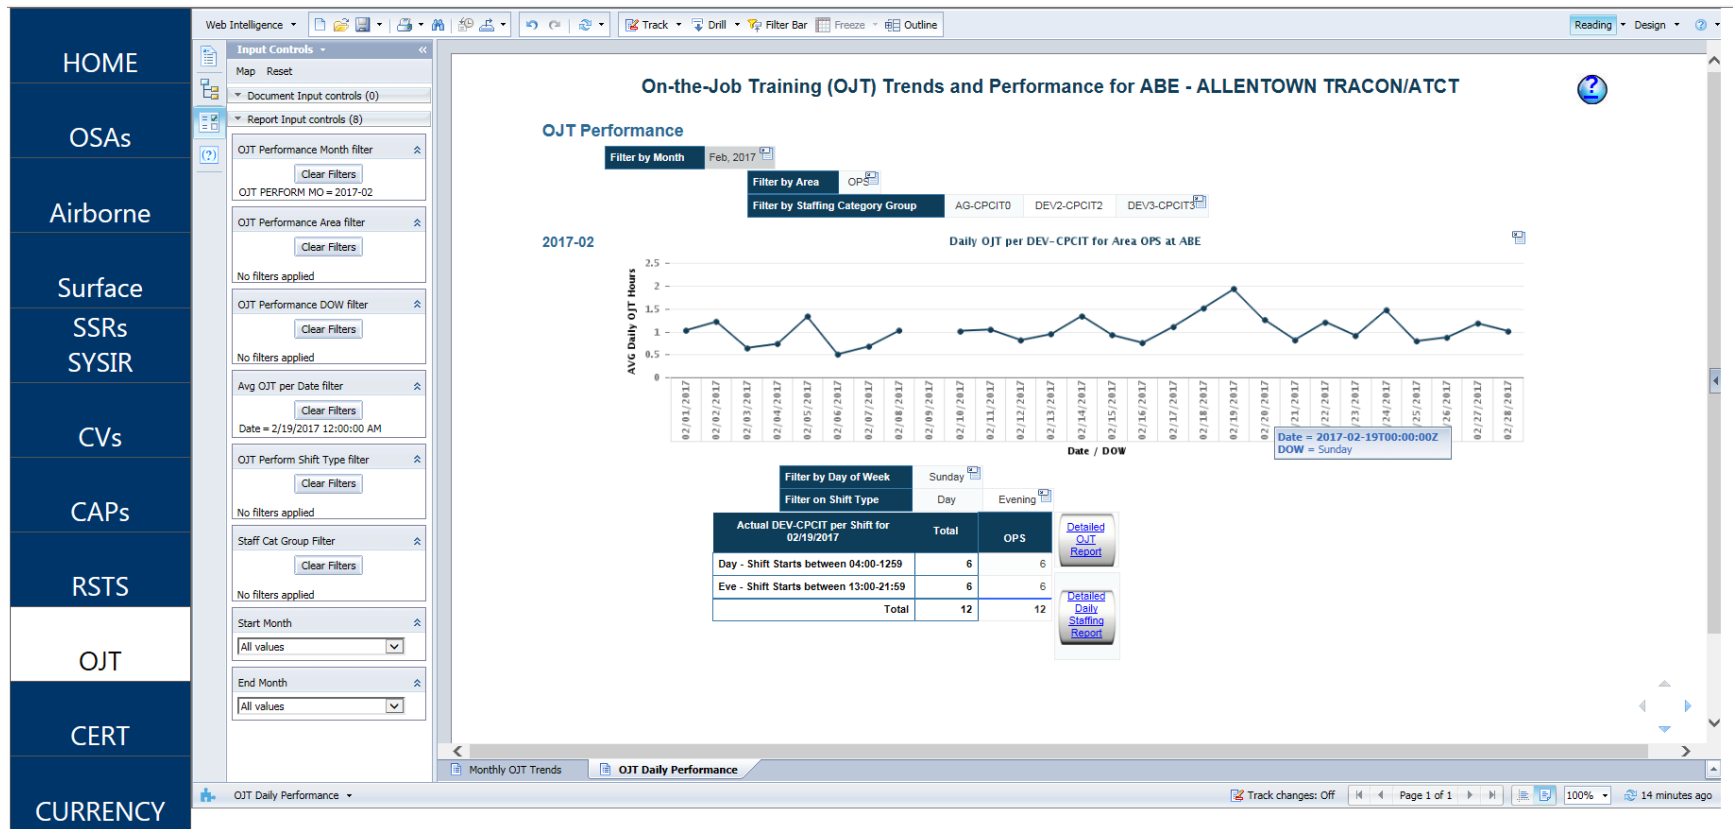 HOME
OSAs
Airborne
Surface
SSRs
SYSIR
CVs
CAPs
RSTS
OJT
CERT
CURRENCY
Web Intelligence
Track
Drill
Filter Bar
Freeze
Outline
Reading
Design
Input Controls
Map Reset
Document Input controls (0)
Report Input controls (8)
OJT Performance Month filter
Clear Filters
OJT PERFORM MO = 2017-02
OJT Performance Area filter
Clear Filters
No filters applied
OJT Performance DOW filter
Clear Filters
No filters applied
Avg OJT per Date filter
Clear Filters
Date = 2/19/2017 12:00:00 AM
OJT Perform Shift Type filter
Clear Filters
No filters applied
Staff Cat Group Filter
Clear Filters
No filters applied
Start Month
All values
End Month
All values
On-the-Job Training (OJT) Trends and Performance for ABE - ALLENTOWN TRACON/ATCT
?
OJT Performance
Filter by Month Feb, 2017
Filter by Area OPS
Filter by Staffing Category Group AG-CPCIT0 DEV2-CPCIT2 DEV3-CPCIT3
2017-02
Daily OJT per DEV-CPCIT for Area OPS at ABE
AVG Daily OJT Hours
2.5
2
1.5
1
0.5
0
02/01/2017
02/02/2017
02/03/2017
02/04/2017
02/05/2017
02/06/2017
02/07/2017
02/08/2017
02/09/2017
02/10/2017
02/11/2017
02/12/2017
02/13/2017
02/14/2017
02/15/2017
02/16/2017
02/17/2017
02/18/2017
02/19/2017
02/20/2017
/21/2017
/22/2017
/23/2017
/24/2017
/25/2017
/26/2017
02/27/2017
02/28/2017
Date = 2017-02-19T00:00:00Z
DOW = Sunday
Date / DOW
Filter by Day of Week Sunday
Filter on Shift Type Day Evening
Actual DEV-CPCIT per Shift for
02/19/2017
Total
OPS
Day - Shift Starts between 04:00-1259 6 6
Eve - Shift Starts between 13:00-21:59 6 6
Total 12 12
Detailed
OJT
Report
Detailed
Daily
Staffing
Report
Monthly OJT Trends
OJT Daily Performance
OJT Daily Performance
Track changes: Off
Page 1 of 1
100%
14 minutes ago